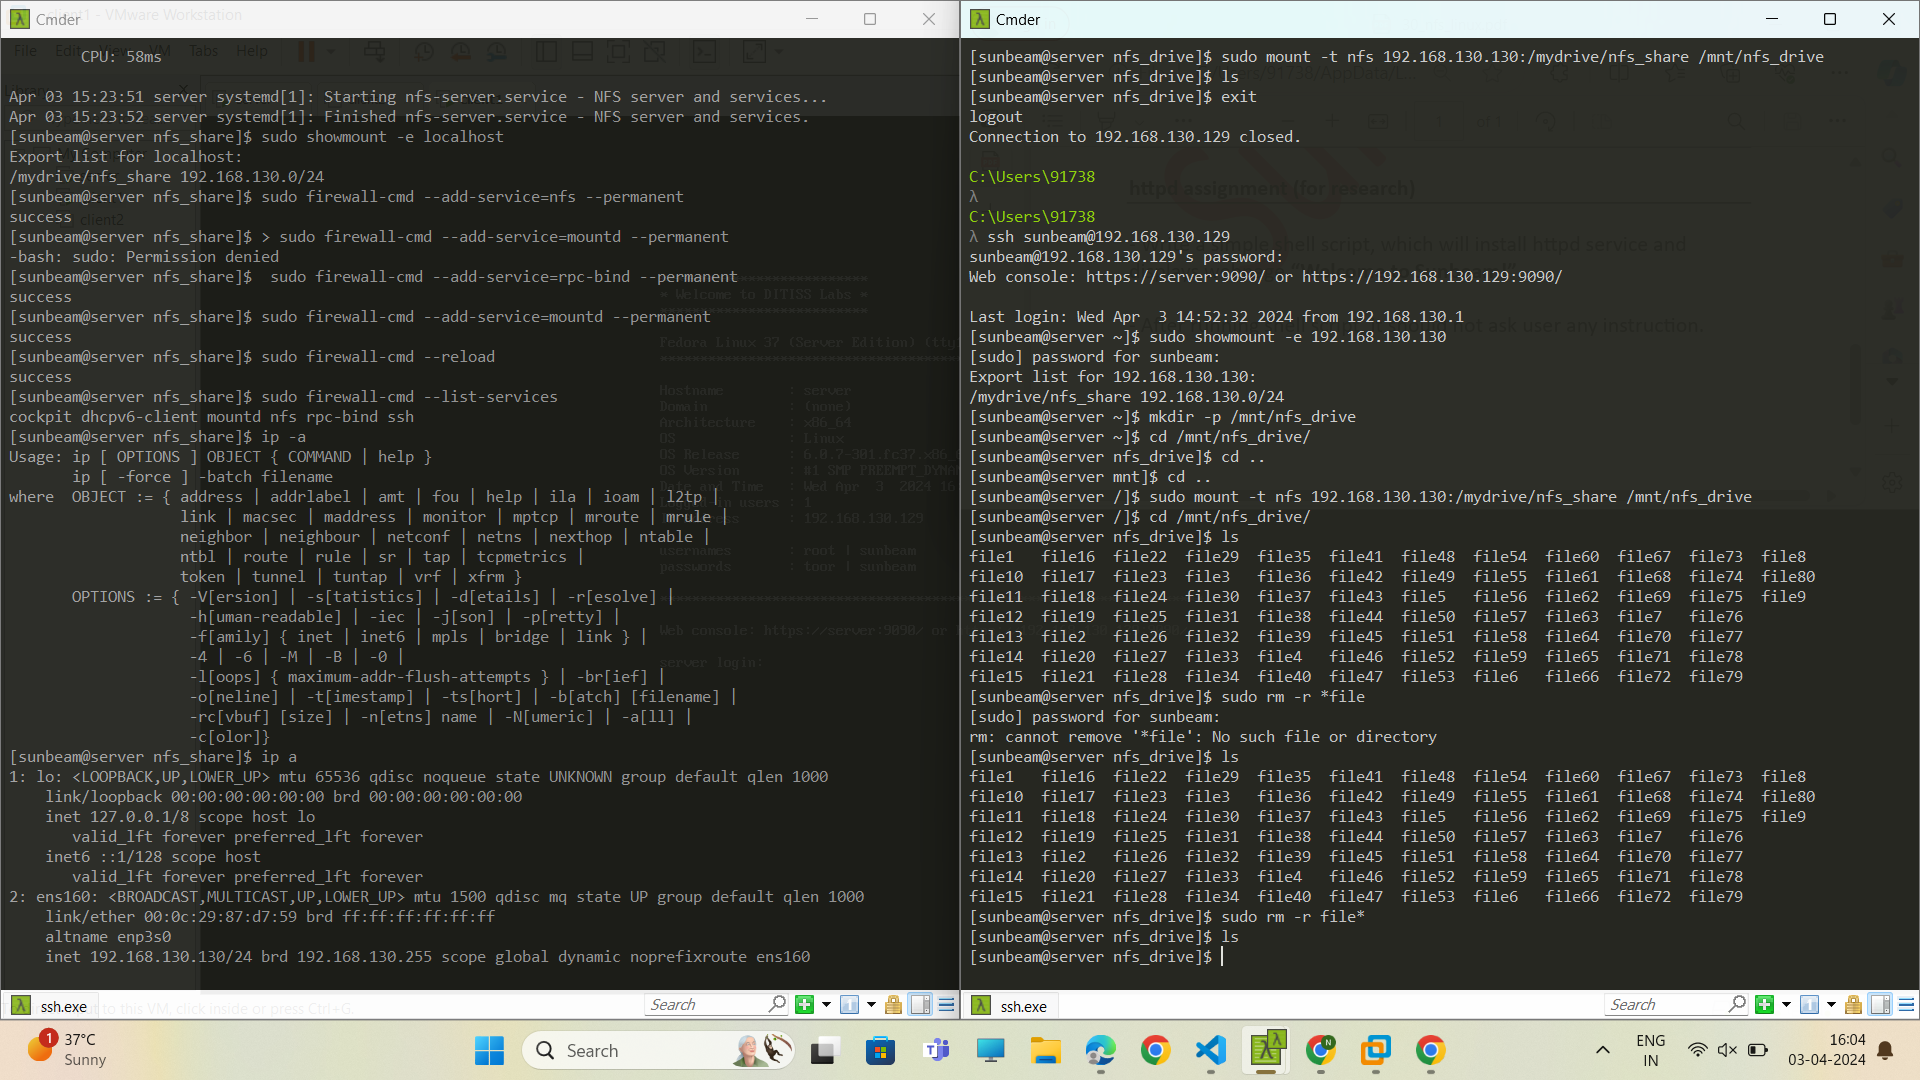 Cmder
CPU: 58ms
Apr 03 15:23:51 server systemd[1]: Starting nfs-server.service - NFS server and services...
Apr 03 15:23:52 server systemd[1]: Finished nfs-server.service - NFS server and services.
[sunbeam@server nfs_share]$ sudo showmount -e localhost
Export list for localhost:
/mydrive/nfs_share 192.168.130.0/24
[sunbeam@server nfs_share]$ sudo firewall-cmd --add-service=nfs --permanent
success
[sunbeam@server nfs_share]$ > sudo firewall-cmd --add-service=mountd --permanent
-bash: sudo: Permission denied
[sunbeam@server nfs_share]$  sudo firewall-cmd --add-service=rpc-bind --permanent
success
[sunbeam@server nfs_share]$ sudo firewall-cmd --add-service=mountd --permanent
success
[sunbeam@server nfs_share]$ sudo firewall-cmd --reload
success
[sunbeam@server nfs_share]$ sudo firewall-cmd --list-services
cockpit dhcpv6-client mountd nfs rpc-bind ssh
[sunbeam@server nfs_share]$ ip -a
Usage: ip [ OPTIONS ] OBJECT { COMMAND | help }
ip [ -force ] -batch filename
where  OBJECT := { address | addrlabel | amt | fou | help | ila | ioam | l2tp |
link | macsec | maddress | monitor | mptcp | mroute | mrule |
neighbor | neighbour | netconf | netns | nexthop | ntable |
ntbl | route | rule | sr | tap | tcpmetrics |
token | tunnel | tuntap | vrf | xfrm }
OPTIONS := { -V[ersion] | -s[tatistics] | -d[etails] | -r[esolve] |
-h[uman-readable] | -iec | -j[son] | -p[retty] |
-f[amily] { inet | inet6 | mpls | bridge | link } |
-4 | -6 | -M | -B | -0 |
-l[oops] { maximum-addr-flush-attempts } | -br[ief] |
-o[neline] | -t[imestamp] | -ts[hort] | -b[atch] [filename] |
-rc[vbuf] [size] | -n[etns] name | -N[umeric] | -a[ll] |
-c[olor]}
[sunbeam@server nfs_share]$ ip a
1: lo: <LOOPBACK,UP,LOWER_UP> mtu 65536 qdisc noqueue state UNKNOWN group default qlen 1000
link/loopback 00:00:00:00:00:00 brd 00:00:00:00:00:00
inet 127.0.0.1/8 scope host lo
valid_lft forever preferred_lft forever
inet6 ::1/128 scope host
valid_lft forever preferred_lft forever
2: ens160: <BROADCAST,MULTICAST,UP,LOWER_UP> mtu 1500 qdisc mq state UP group default qlen 1000
link/ether 00:0c:29:87:d7:59 brd ff:ff:ff:ff:ff:ff
altname enp3s0
inet 192.168.130.130/24 brd 192.168.130.255 scope global dynamic noprefixroute ens160
ssh.exe
Search
Cmder
[sunbeam@server nfs_drive]$ sudo mount -t nfs 192.168.130.130:/mydrive/nfs_share /mnt/nfs_drive
[sunbeam@server nfs_drive]$ ls
[sunbeam@server nfs_drive]$ exit
logout
Connection to 192.168.130.129 closed.
C:\Users\91738
λ
C:\Users\91738
λ ssh sunbeam@192.168.130.129
sunbeam@192.168.130.129's password:
Web console: https://server:9090/ or https://192.168.130.129:9090/
Last login: Wed Apr  3 14:52:32 2024 from 192.168.130.1
[sunbeam@server ~]$ sudo showmount -e 192.168.130.130
[sudo] password for sunbeam:
Export list for 192.168.130.130:
/mydrive/nfs_share 192.168.130.0/24
[sunbeam@server ~]$ mkdir -p /mnt/nfs_drive
[sunbeam@server ~]$ cd /mnt/nfs_drive/
[sunbeam@server nfs_drive]$ cd ..
[sunbeam@server mnt]$ cd ..
[sunbeam@server /]$ sudo mount -t nfs 192.168.130.130:/mydrive/nfs_share /mnt/nfs_drive
[sunbeam@server /]$ cd /mnt/nfs_drive/
[sunbeam@server nfs_drive]$ ls
file1   file16  file22  file29  file35  file41  file48  file54  file60  file67  file73  file8
file10  file17  file23  file3   file36  file42  file49  file55  file61  file68  file74  file80
file11  file18  file24  file30  file37  file43  file5   file56  file62  file69  file75  file9
file12  file19  file25  file31  file38  file44  file50  file57  file63  file7   file76
file13  file2   file26  file32  file39  file45  file51  file58  file64  file70  file77
file14  file20  file27  file33  file4   file46  file52  file59  file65  file71  file78
file15  file21  file28  file34  file40  file47  file53  file6   file66  file72  file79
[sunbeam@server nfs_drive]$ sudo rm -r *file
[sudo] password for sunbeam:
rm: cannot remove '*file': No such file or directory
[sunbeam@server nfs_drive]$ ls
file1   file16  file22  file29  file35  file41  file48  file54  file60  file67  file73  file8
file10  file17  file23  file3   file36  file42  file49  file55  file61  file68  file74  file80
file11  file18  file24  file30  file37  file43  file5   file56  file62  file69  file75  file9
file12  file19  file25  file31  file38  file44  file50  file57  file63  file7   file76
file13  file2   file26  file32  file39  file45  file51  file58  file64  file70  file77
file14  file20  file27  file33  file4   file46  file52  file59  file65  file71  file78
file15  file21  file28  file34  file40  file47  file53  file6   file66  file72  file79
[sunbeam@server nfs_drive]$ sudo rm -r file*
[sunbeam@server nfs_drive]$ ls
[sunbeam@server nfs_drive]$
ssh.exe
Search
1
37°C
Sunny
Search
ENG
IN
16:04
03-04-2024